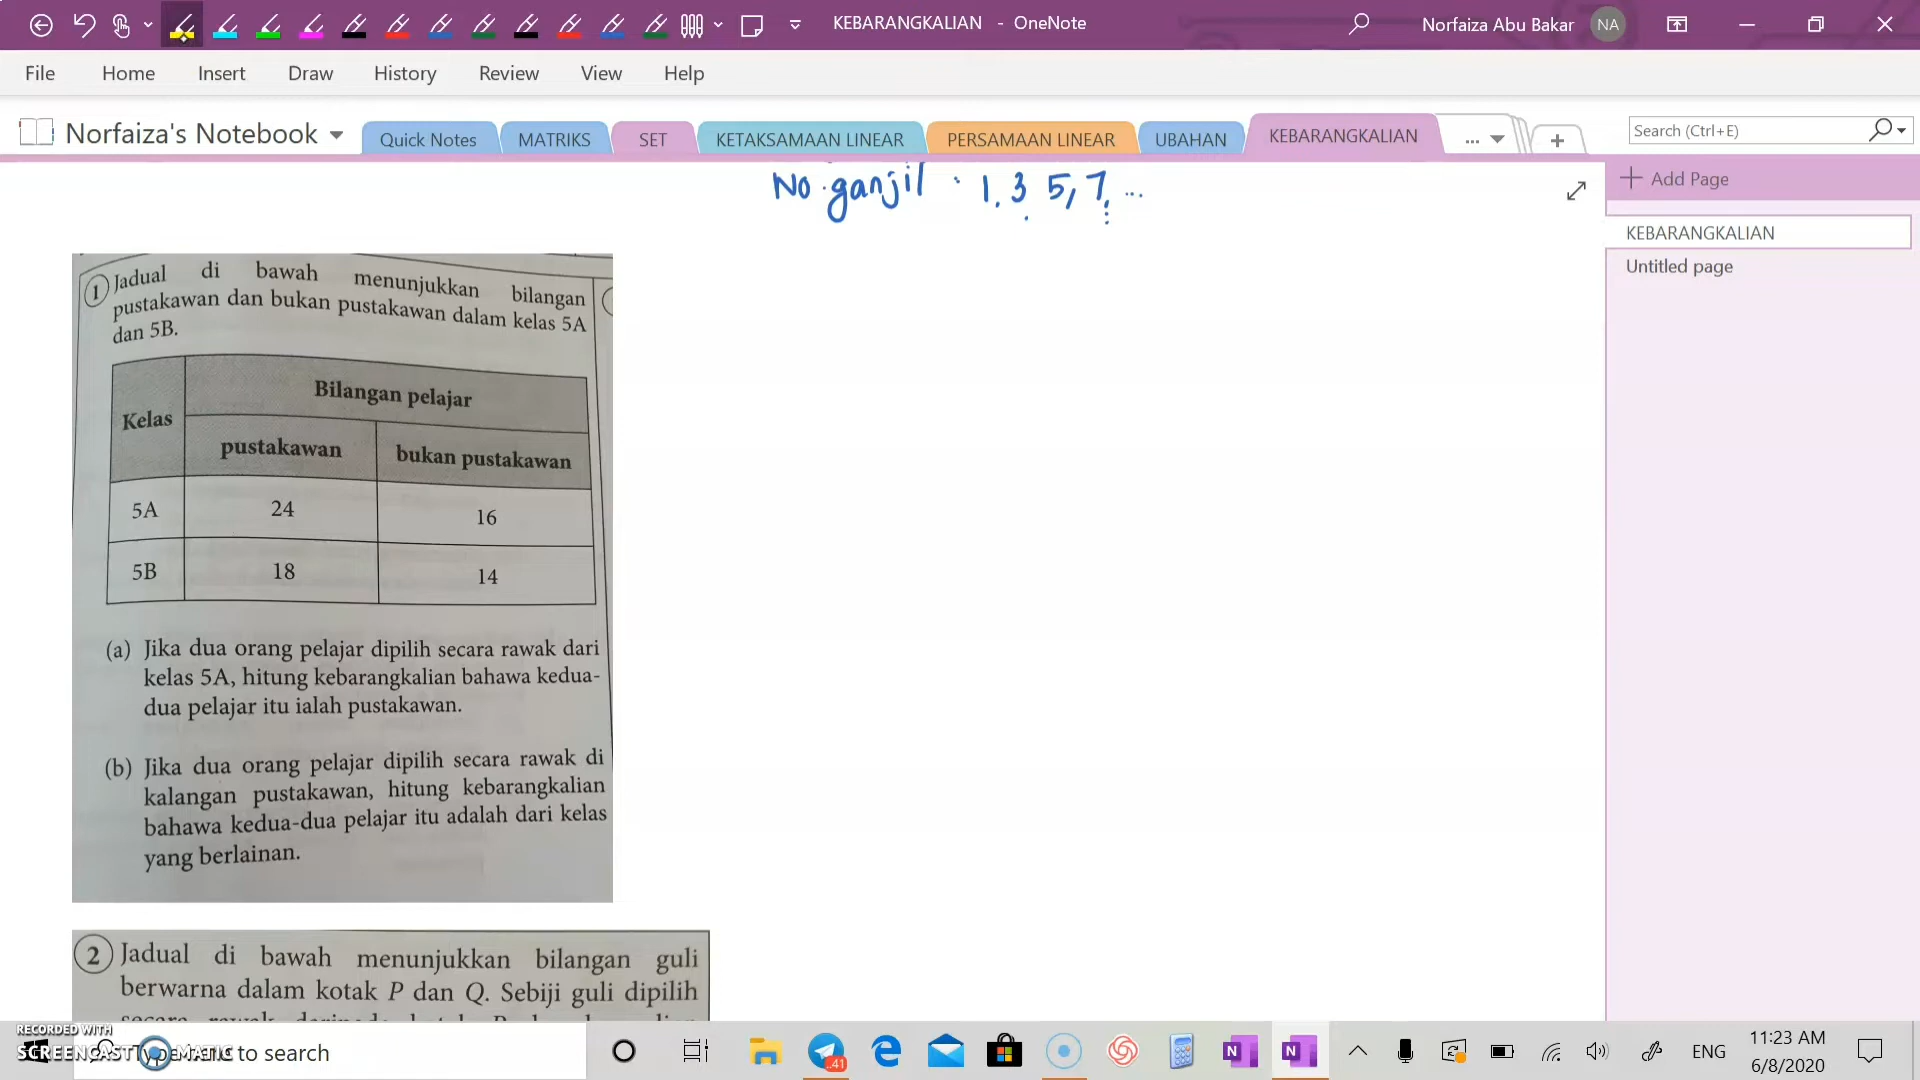 KEBARANGKALIAN - OneNote
Norfaiza Abu Bakar
NA
File Home Insert Draw History Review View Help
Norfaiza's Notebook
Quick Notes
MATRIKS
SET
KETAKSAMAAN LINEAR
PERSAMAAN LINEAR
UBAHAN
KEBARANGKALIAN
...
Search (Ctrl+E)
Add Page
KEBARANGKALIAN
Untitled page
No. ganjil : 1, 3 5, 7, ...
1 Jadual di bawah menunjukkan bilangan
pustakawan dan bukan pustakawan dalam kelas 5A
dan 5B.
Kelas
Bilangan pelajar
pustakawan
bukan pustakawan
5A 24 16
5B 18 14
(a) Jika dua orang pelajar dipilih secara rawak dari
kelas 5A, hitung kebarangkalian bahawa kedua-
dua pelajar itu ialah pustakawan.
(b) Jika dua orang pelajar dipilih secara rawak di
kalangan pustakawan, hitung kebarangkalian
bahawa kedua-dua pelajar itu adalah dari kelas
yang berlainan.
2 Jadual di bawah menunjukkan bilangan guli
berwarna dalam kotak P dan Q. Sebiji guli dipilih
RECORDED WITH
SCREENCAST MATIC
to search
..41
ENG
11:23 AM
6/8/2020